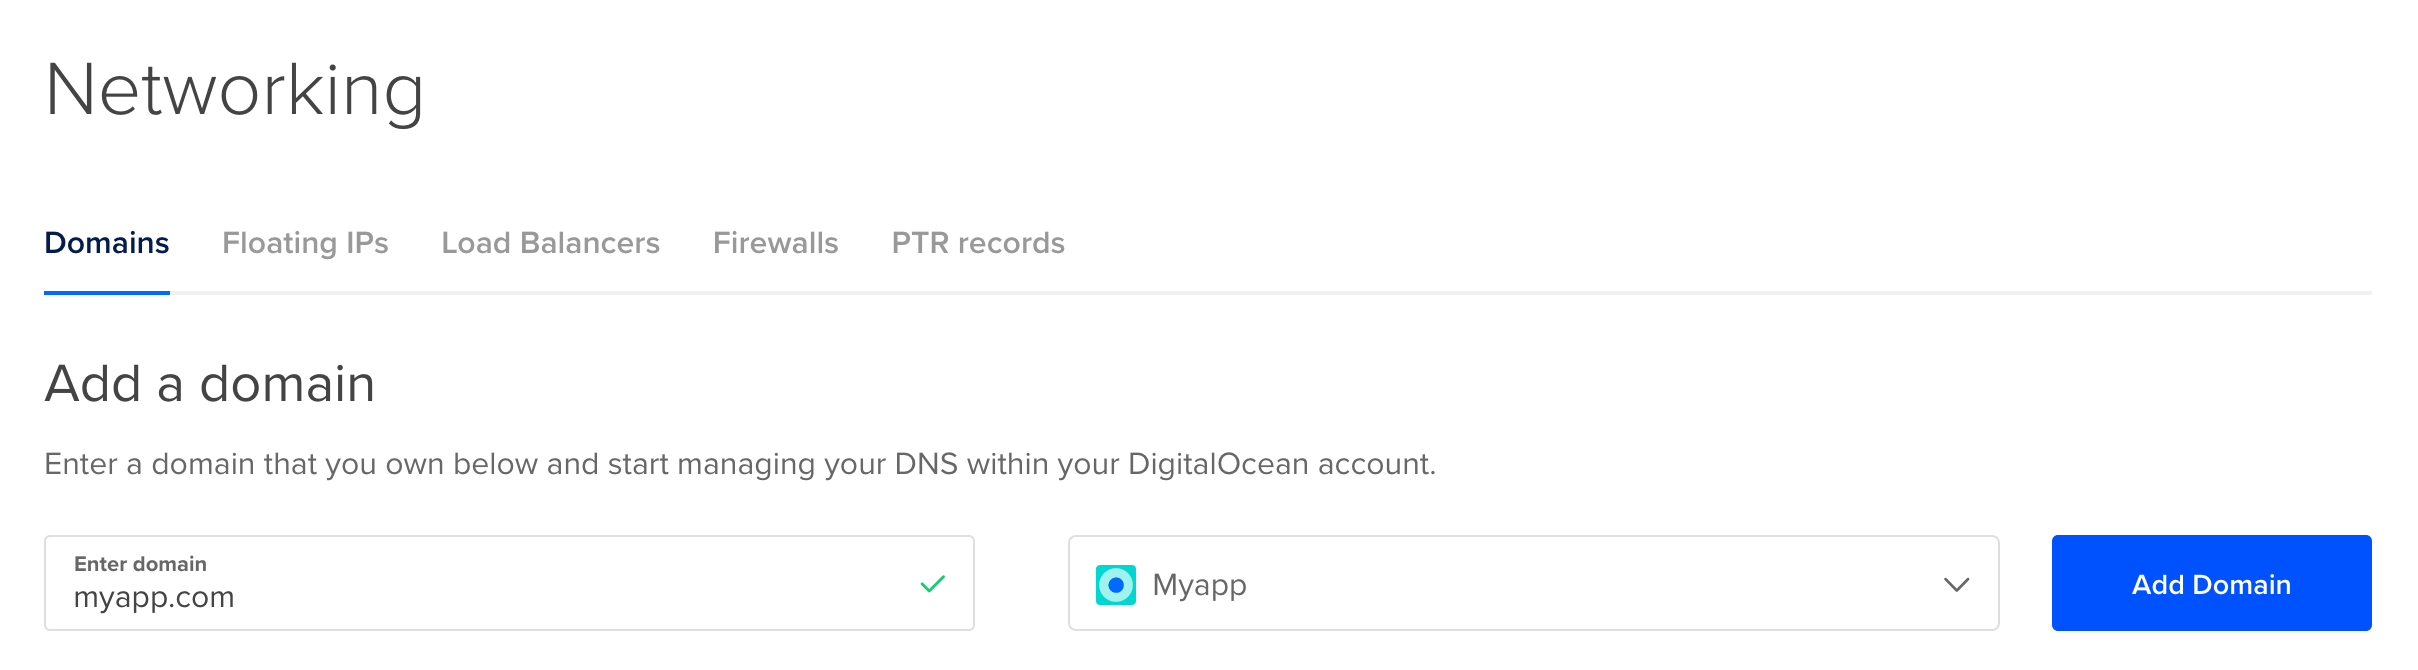 Networking
Domains Floating IPs Load Balancers Firewalls PTR records
Add a domain
Enter a domain that you own below and start managing your DNS within your DigitalOcean account.
Enter domain
myapp.com
Myapp
Add Domain